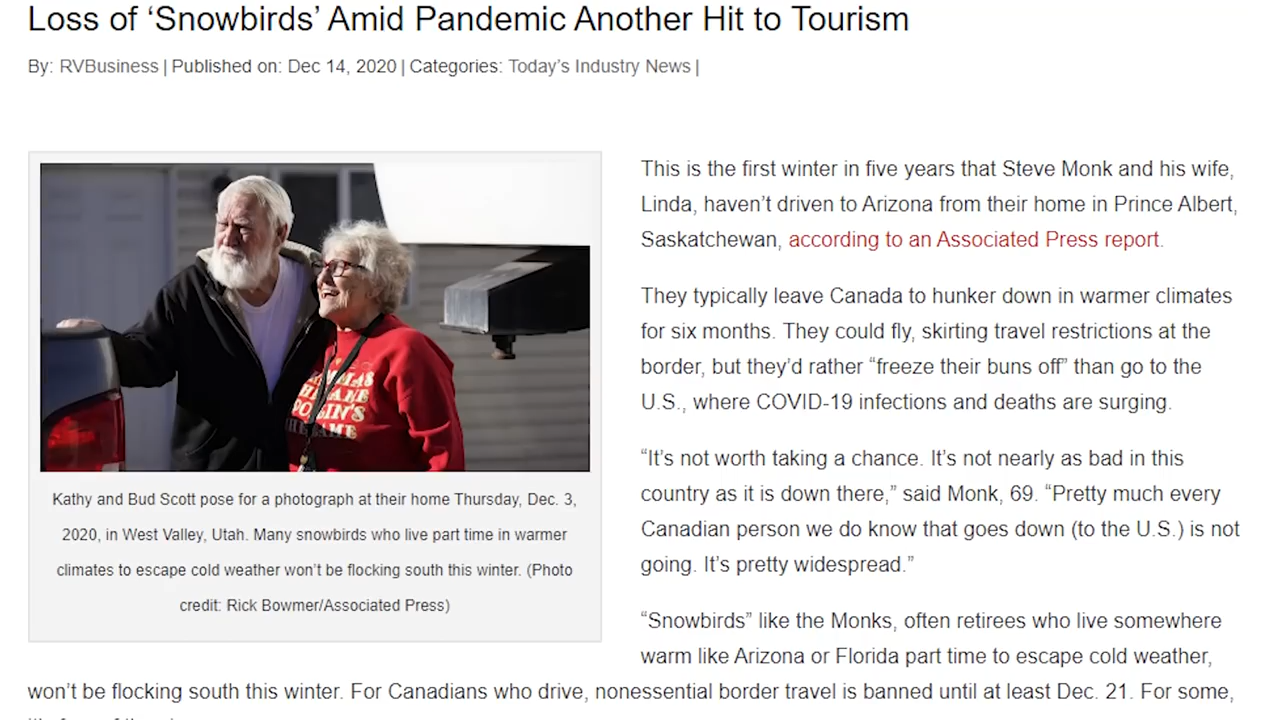 Loss of ‘Snowbirds’ Amid Pandemic Another Hit to Tourism
By: RVBusiness | Published on: Dec 14, 2020 | Categories: Today’s Industry News |
This is the first winter in five years that Steve Monk and his wife,
Linda, haven’t driven to Arizona from their home in Prince Albert,
Saskatchewan, according to an Associated Press report.
They typically leave Canada to hunker down in warmer climates
for six months. They could fly, skirting travel restrictions at the
border, but they’d rather “freeze their buns off” than go to the
U.S., where COVID-19 infections and deaths are surging.
“It’s not worth taking a chance. It’s not nearly as bad in this
country as it is down there,” said Monk, 69. “Pretty much every
Canadian person we do know that goes down (to the U.S.) is not
going. It’s pretty widespread.”
“Snowbirds” like the Monks, often retirees who live somewhere
warm like Arizona or Florida part time to escape cold weather,
won’t be flocking south this winter. For Canadians who drive, nonessential border travel is banned until at least Dec. 21. For some,
Kathy and Bud Scott pose for a photograph at their home Thursday, Dec. 3,
2020, in West Valley, Utah. Many snowbirds who live part time in warmer
climates to escape cold weather won’t be flocking south this winter. (Photo
credit: Rick Bowmer/Associated Press)